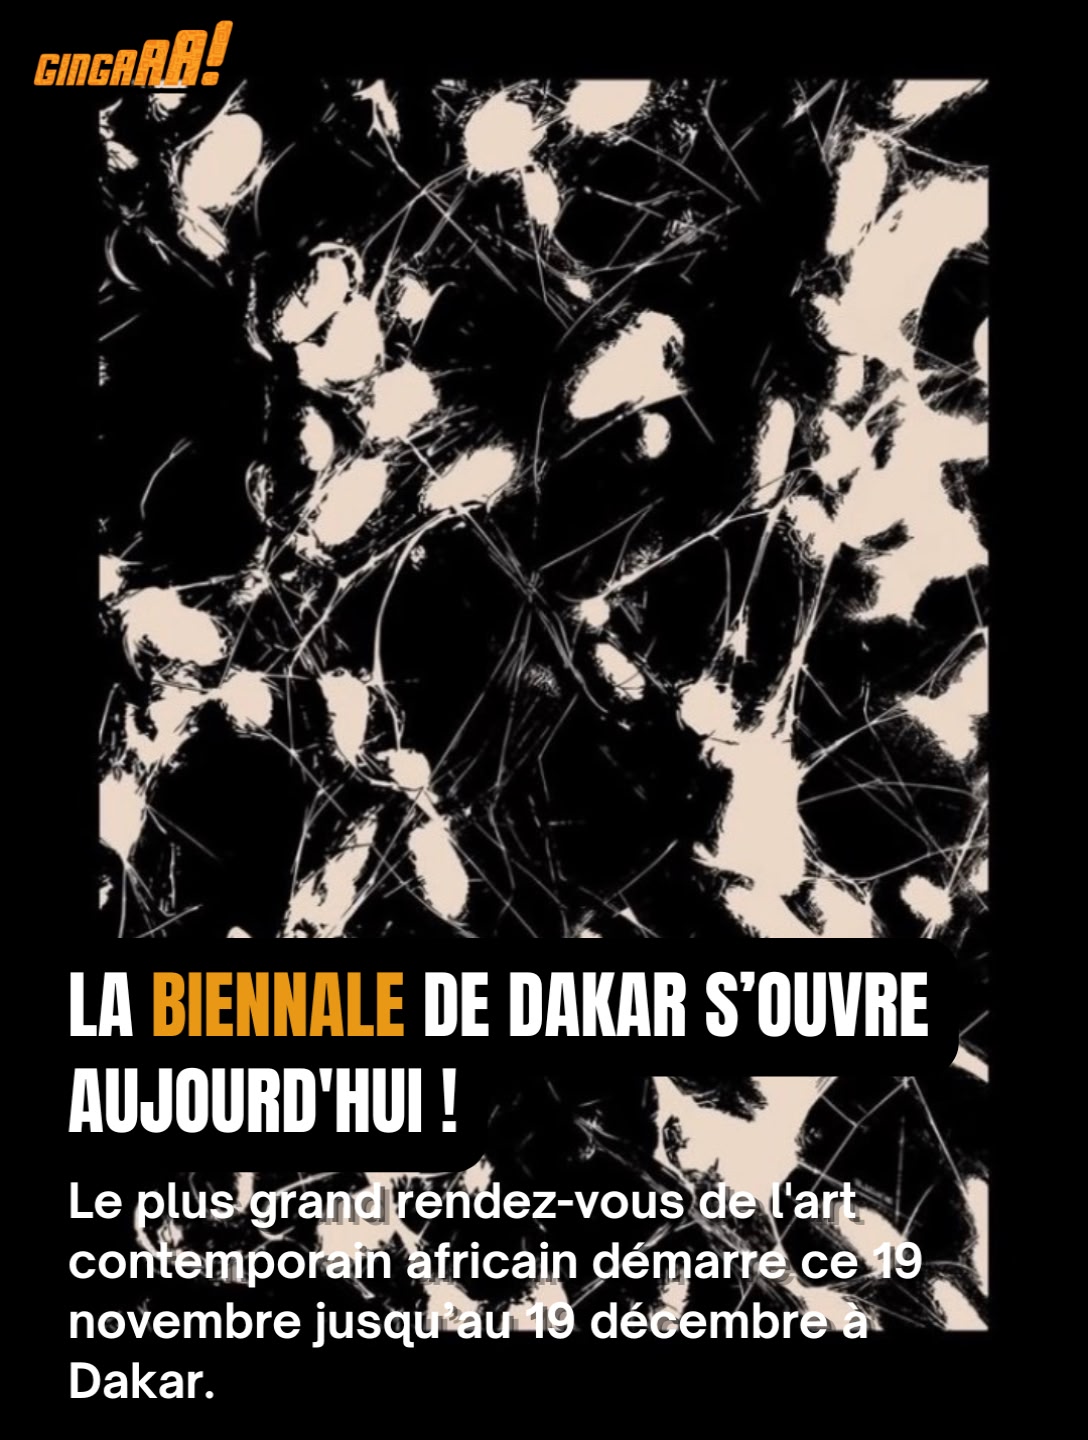 GINGAAA!
LA BIENNALE DE DAKAR S’OUVRE
AUJOURD'HUI !
Le plus grand rendez-vous de l'art
contemporain africain démarre ce 19
novembre jusqu’au 19 décembre à
Dakar.